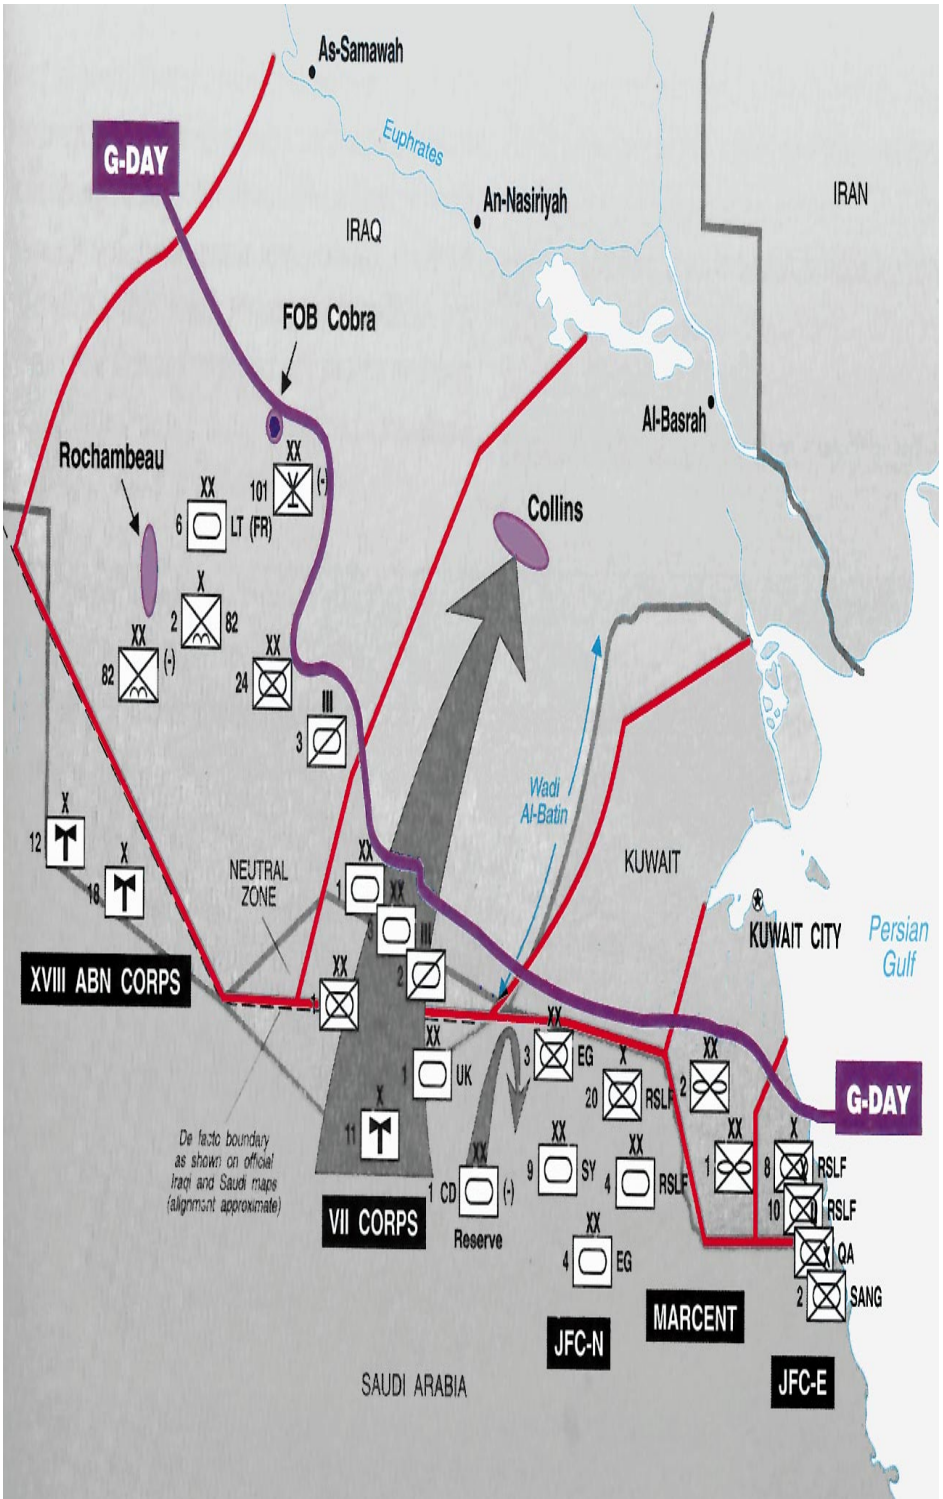 As-Samawah
G-DAY
Euphrates
IRAN
An-Nasiriyah
IRAQ
FOB Cobra
Al-Basrah
Rochambeau
XX
101 (-)
XX
6 LT (FR)
Collins
X
2 82
XX
82 (-)
XX
24
III
3
Wadi
Al-Batin
X
12
X
18
NEUTRAL
ZONE
KUWAIT
XX
1
XX
3
III
2
KUWAIT CITY
Persian
Gulf
XVIII ABN CORPS
XX
1
XX
1 UK
XX
3 EG
X
20 RSLF
XX
2
G-DAY
De facto boundary
as shown on official
Iraqi and Saudi maps
(alignment approximate)
X
11
VII CORPS
XX
1 CD (-)
Reserve
XX
9 SY
XX
4 RSLF
XX
1
X
8 RSLF
10 RSLF
QA
2 SANG
XX
4 EG
JFC-N
MARCENT
JFC-E
SAUDI ARABIA